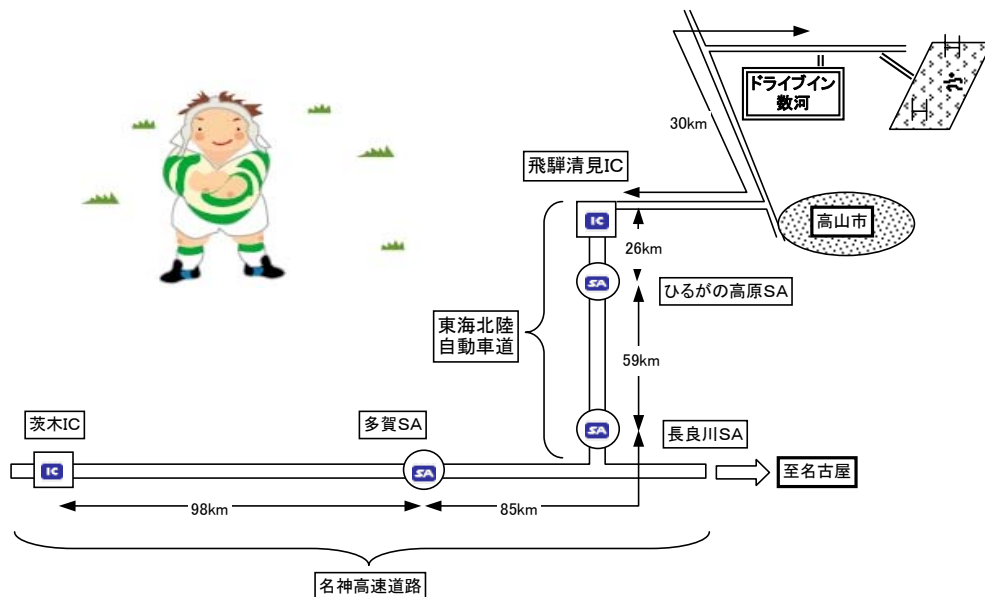 ドライブイン
数河
30km
飛騨清見IC
IC
高山市
26km
SA
ひるがの高原SA
東海北陸
自動車道
59km
茨木IC
多賀SA
SA
長良川SA
IC
SA
至名古屋
98km
85km
名神高速道路